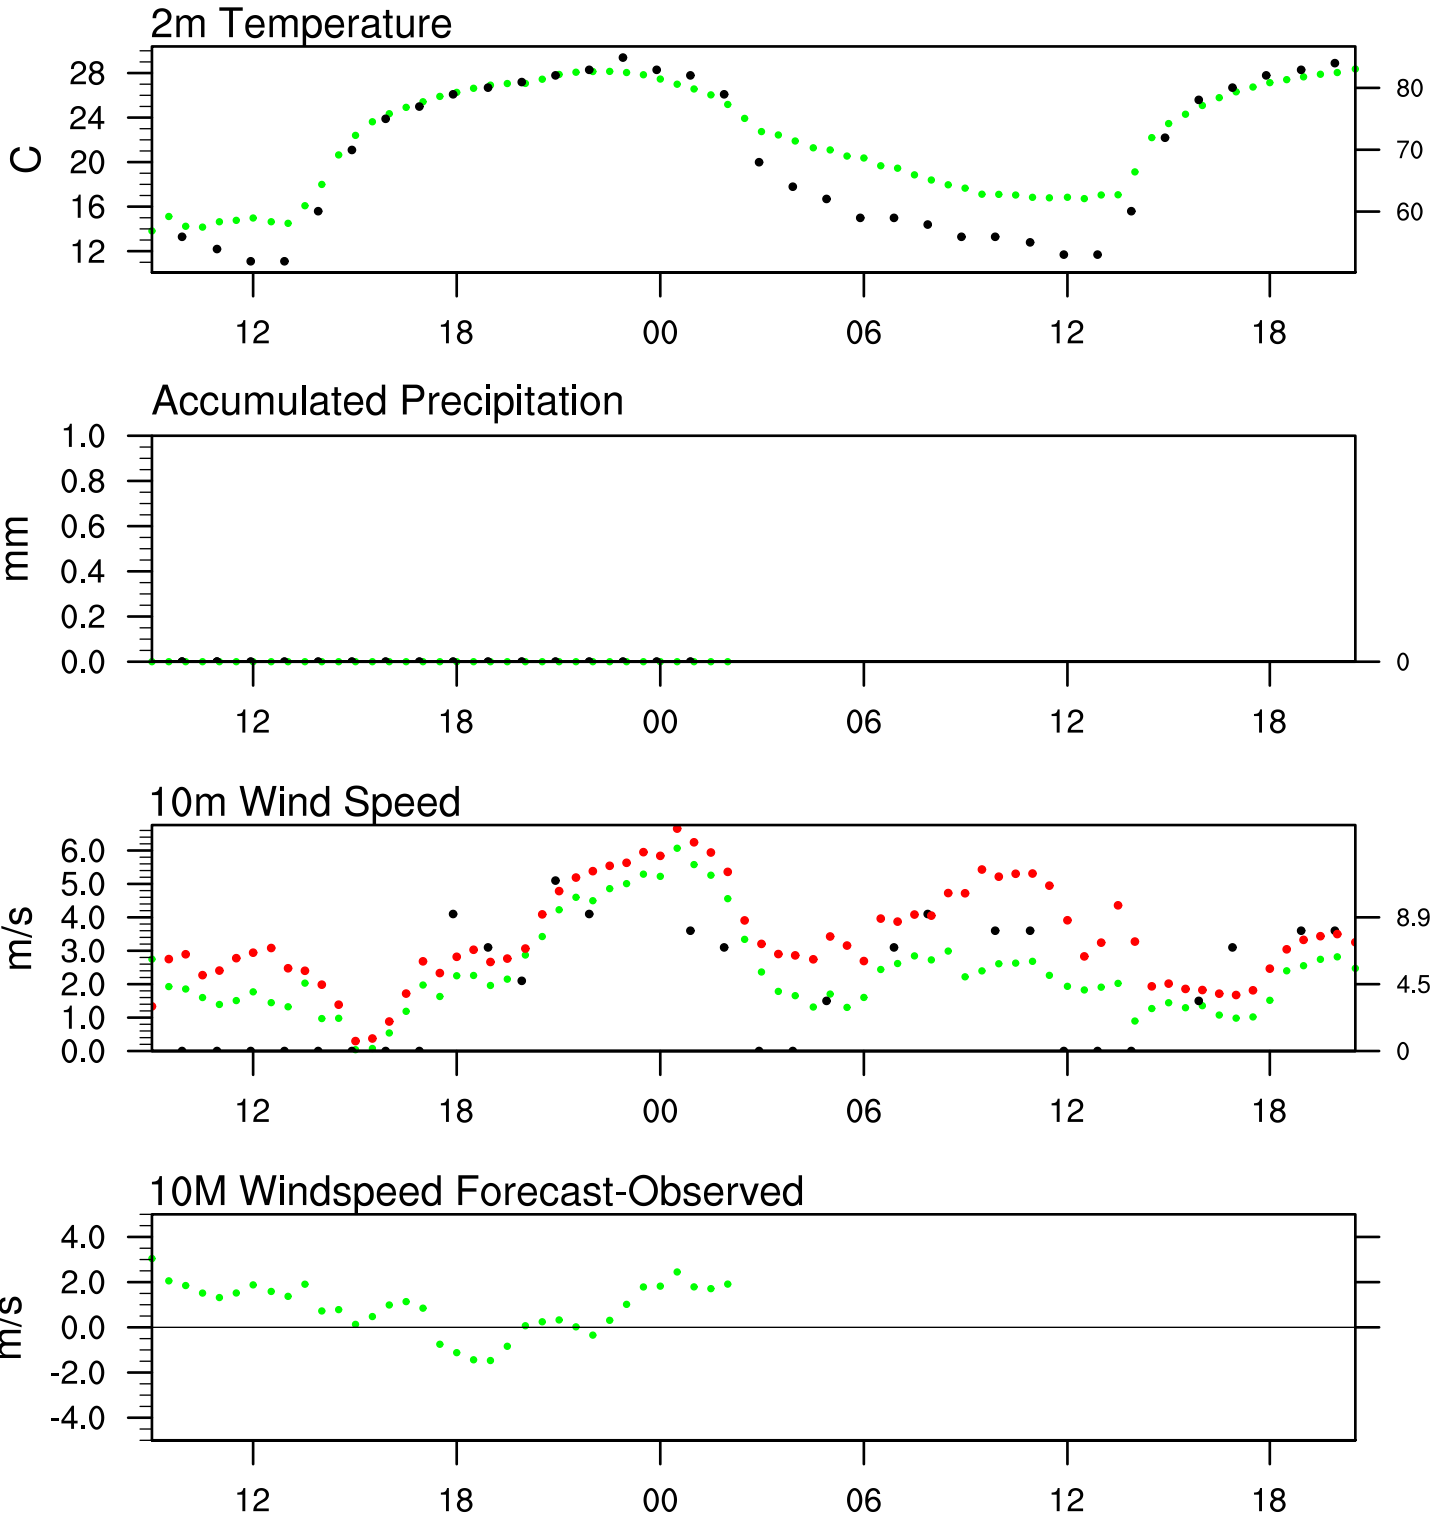 2m Temperature
28
24
20
16
12
C
80
70
60
12 18 00 06 12 18
Accumulated Precipitation
1.0
0.8
0.6
0.4
0.2
0.0
mm
0
12 18 00 06 12 18
10m Wind Speed
6.0
5.0
4.0
3.0
2.0
1.0
0.0
m/s
8.9
4.5
0
12 18 00 06 12 18
10M Windspeed Forecast-Observed
4.0
2.0
0.0
-2.0
-4.0
m/s
12 18 00 06 12 18